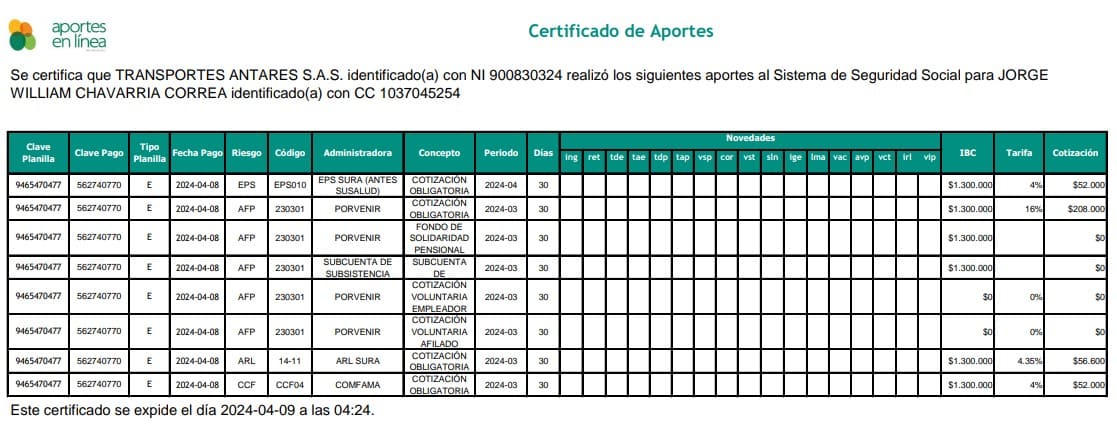 aportes
en línea
Certificado de Aportes
Se certifica que TRANSPORTES ANTARES S.A.S. identificado(a) con NI 900830324 realizó los siguientes aportes al Sistema de Seguridad Social para JORGE
WILLIAM CHAVARRIA CORREA identificado(a) con CC 1037045254
Clave Planilla Clave Pago Tipo Planilla Fecha Pago Riesgo Código Administradora Concepto Periodo Días Novedades IBC Tarifa Cotización
ing ret tde tae tdp tap vsp cor vst sln ige lma vac avp vct irl vip
9465470477 562740770 E 2024-04-08 EPS EPS010 EPS SURA (ANTES SUSALUD) COTIZACIÓN OBLIGATORIA 2024-04 30 $1.300.000 4% $52.000
9465470477 562740770 E 2024-04-08 AFP 230301 PORVENIR COTIZACIÓN OBLIGATORIA 2024-03 30 $1.300.000 16% $208.000
9465470477 562740770 E 2024-04-08 AFP 230301 PORVENIR FONDO DE SOLIDARIDAD PENSIONAL 2024-03 30 $1.300.000 $0
9465470477 562740770 E 2024-04-08 AFP 230301 SUBCUENTA DE SUBSISTENCIA SUBCUENTA DE 2024-03 30 $1.300.000 $0
9465470477 562740770 E 2024-04-08 AFP 230301 PORVENIR COTIZACIÓN VOLUNTARIA EMPLEADOR 2024-03 30 $0 0% $0
9465470477 562740770 E 2024-04-08 AFP 230301 PORVENIR COTIZACIÓN VOLUNTARIA AFILADO 2024-03 30 $0 0% $0
9465470477 562740770 E 2024-04-08 ARL 14-11 ARL SURA COTIZACIÓN OBLIGATORIA 2024-03 30 $1.300.000 4.35% $56.600
9465470477 562740770 E 2024-04-08 CCF CCF04 COMFAMA COTIZACIÓN OBLIGATORIA 2024-03 30 $1.300.000 4% $52.000
Este certificado se expide el día 2024-04-09 a las 04:24.